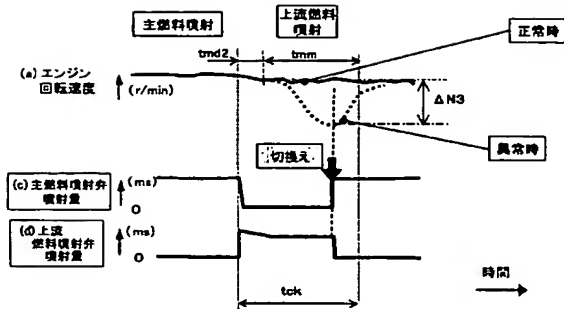 主燃料噴射
上流燃料
噴射
tmd2
tmm
正常時
(a) エンジン
回転速度
(r/min)
ΔN3
異常時
切換え
(c) 主燃料噴射弁
噴射量
(ms)
0
(d) 上流
燃料噴射弁
噴射量
(ms)
0
時間
tck